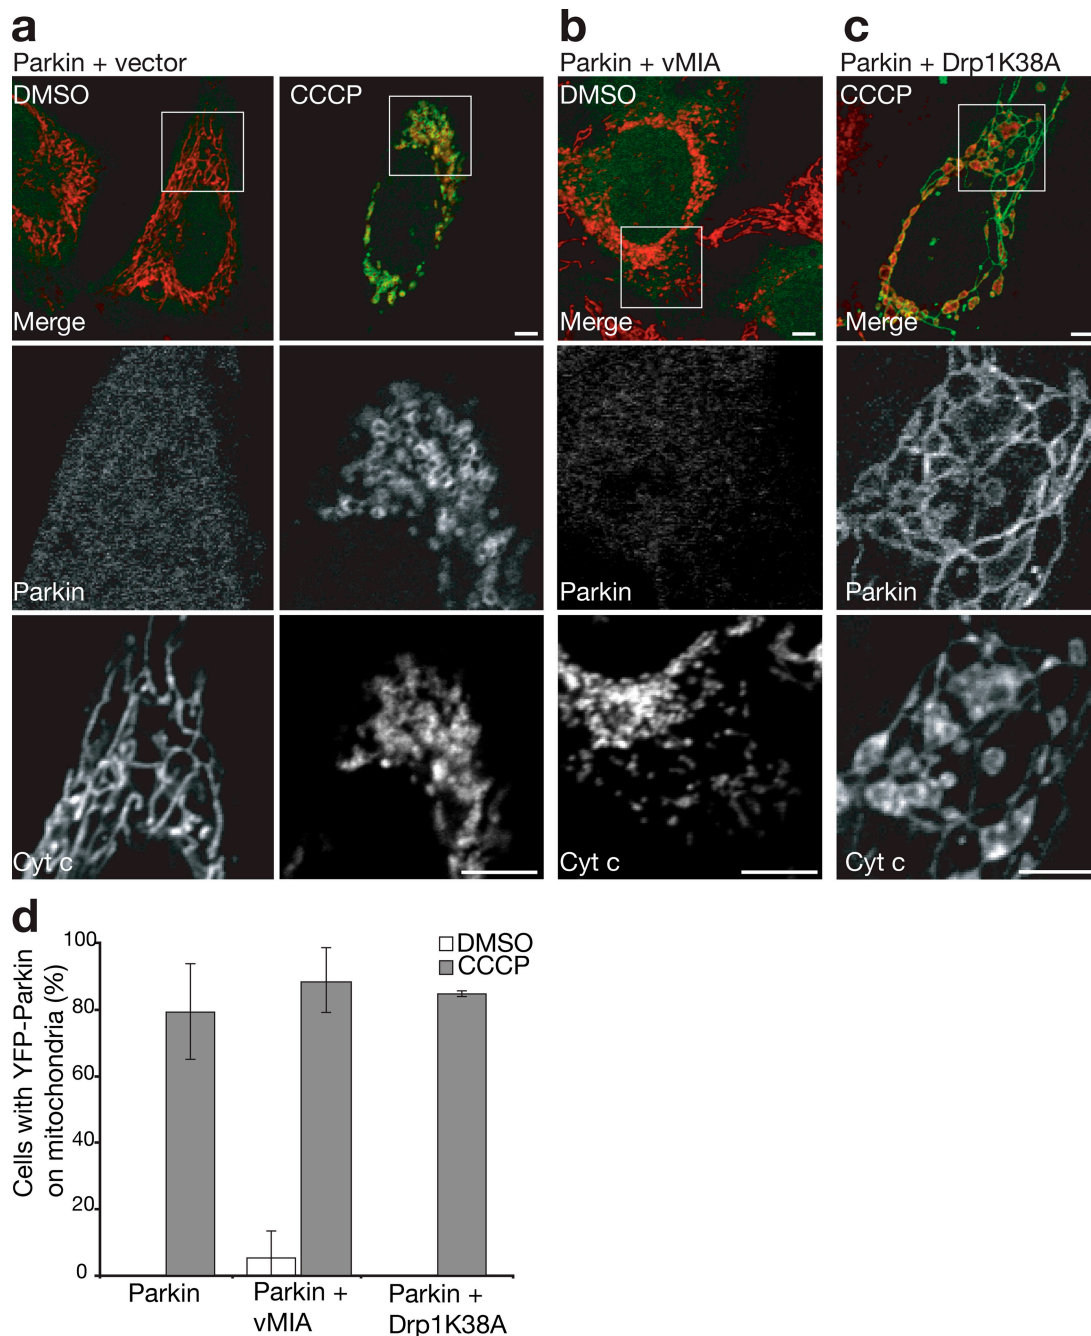 a
b
c
Parkin + vector
Parkin + vMIA
Parkin + Drp1K38A
DMSO
CCCP
DMSO
CCCP
Merge
Merge
Merge
Parkin
Parkin
Parkin
Cyt c
Cyt c
Cyt c
d
100
80
60
40
20
0
Cells with YFP-Parkin
on mitochondria (%)
DMSO
CCCP
Parkin
Parkin +
vMIA
Parkin +
Drp1K38A